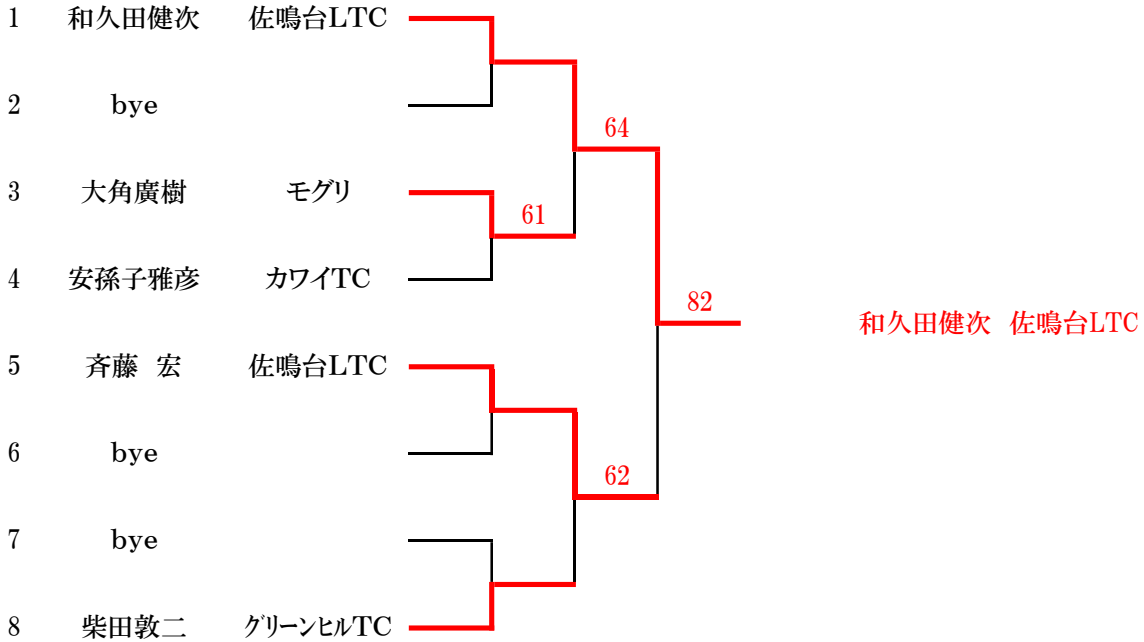 1 和久田健次 佐鳴台LTC
2 bye
64
3 大角廣樹 モグリ
61
4 安孫子雅彦 カワイTC
82
和久田健次 佐鳴台LTC
5 斉藤 宏 佐鳴台LTC
6 bye
62
7 bye
8 柴田敦二 グリーンヒルTC